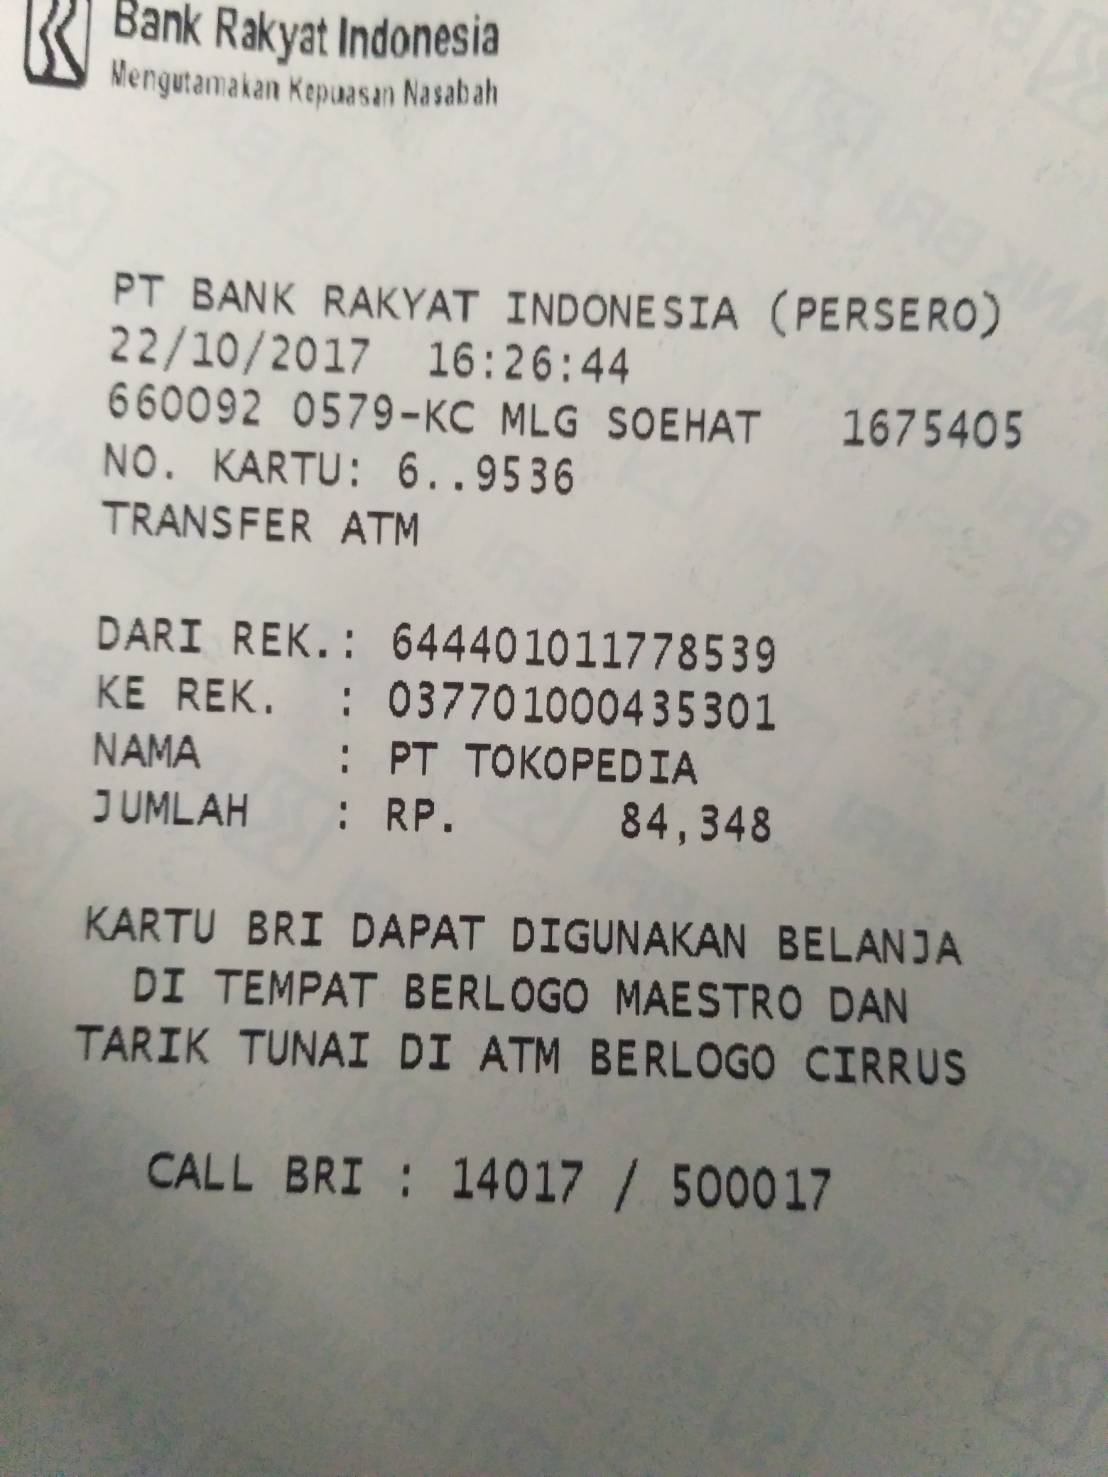 Bank Rakyat Indonesia
Mengutamakan Kepuasan Nasabah
PT BANK RAKYAT INDONESIA (PERSERO)
22/10/2017 16:26:44
660092 0579-KC MLG SOEHAT 1675405
NO. KARTU: 6..9536
TRANSFER ATM
DARI REK.: 644401011778539
KE REK. : 037701000435301
NAMA : PT TOKOPEDIA
JUMLAH : RP. 84,348
KARTU BRI DAPAT DIGUNAKAN BELANJA
DI TEMPAT BERLOGO MAESTRO DAN
TARIK TUNAI DI ATM BERLOGO CIRRUS
CALL BRI : 14017 / 500017